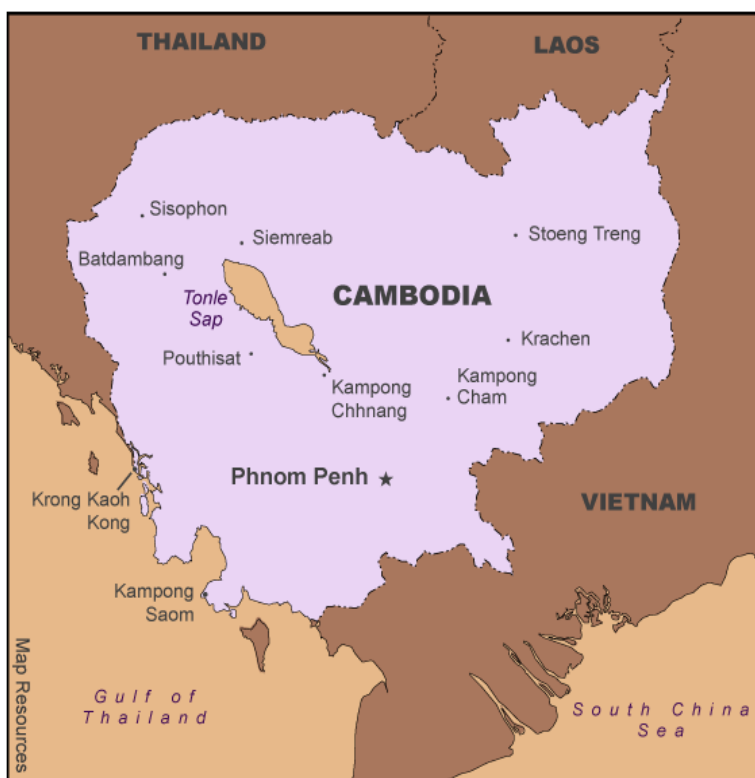 THAILAND
LAOS
Sisophon
Siemreab
Stoeng Treng
Batdambang
CAMBODIA
Tonle
Sap
Krachen
Pouthisat
Kampong
Chhnang
Kampong
Cham
Phnom Penh
Krong Kaoh
Kong
VIETNAM
Kampong
Saom
Map Resources
Gulf of
Thailand
South China
Sea